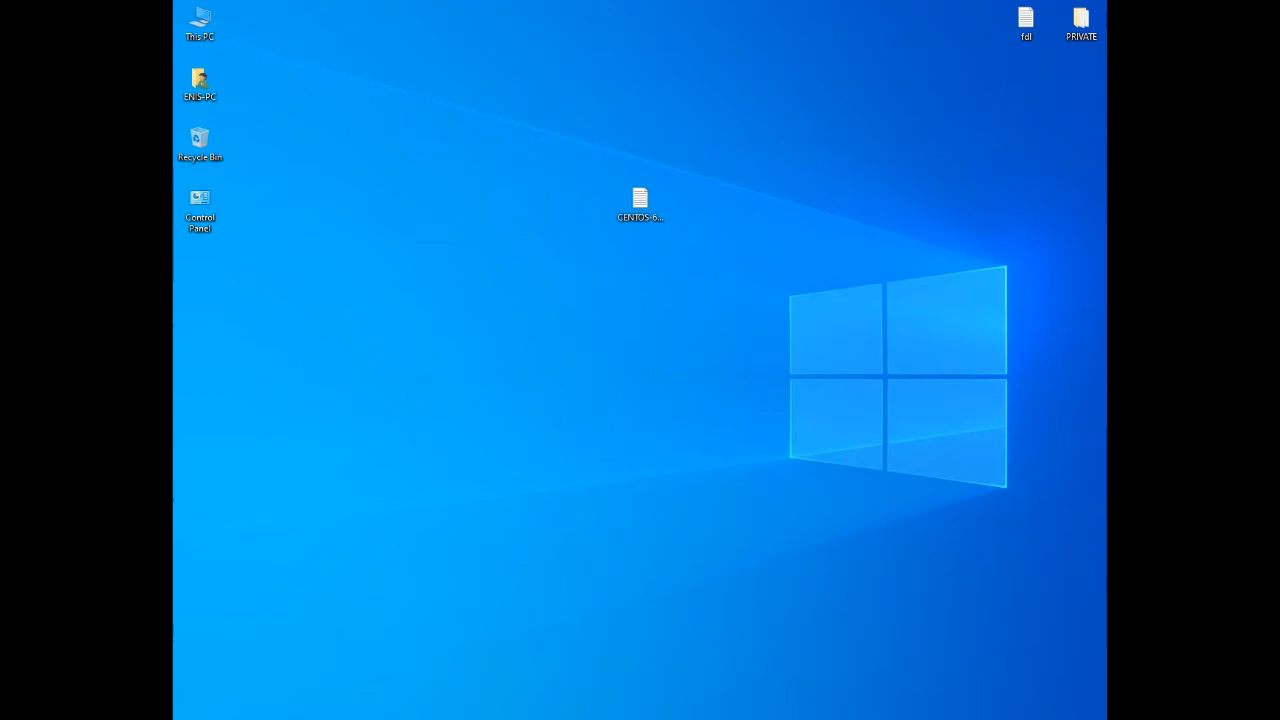 This PC
fdl
PRIVATE
ENIS-PC
Recycle Bin
CENTOS-6...
Control
Panel